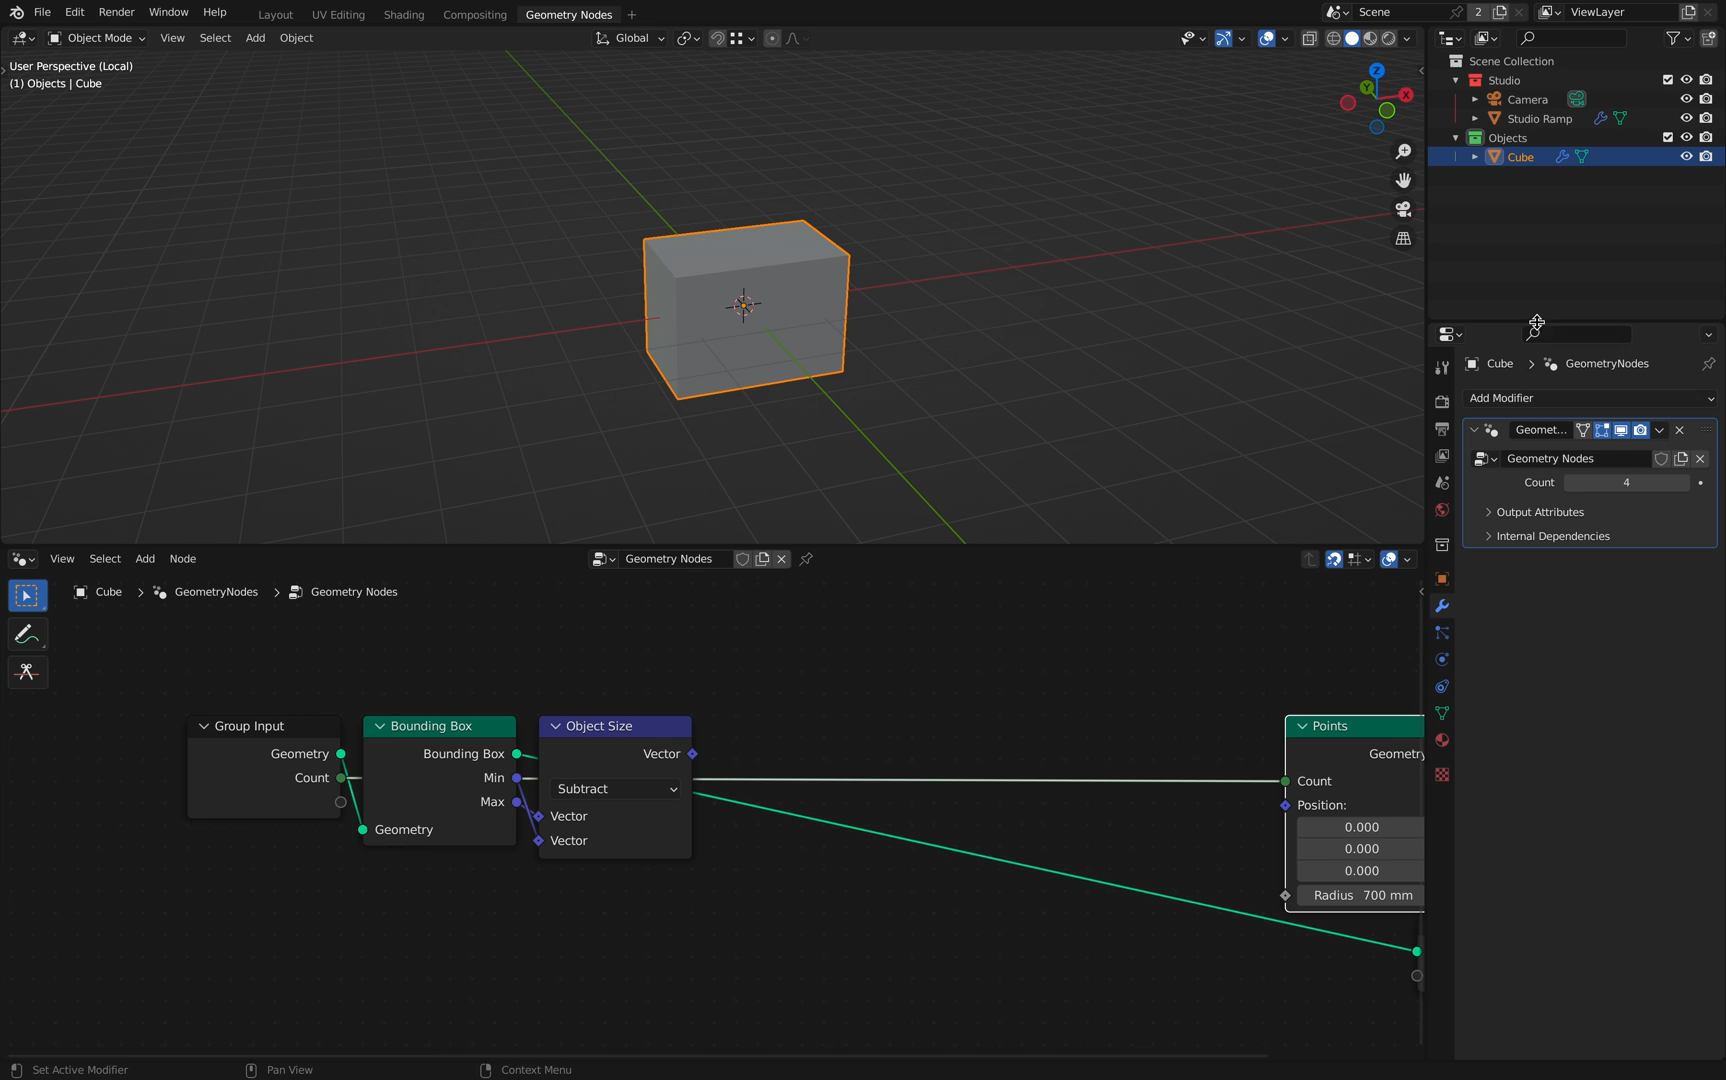 File Edit Render Window Help Layout UV Editing Shading Compositing Geometry Nodes + Scene 2 ViewLayer
Object Mode View Select Add Object Global
User Perspective (Local)
(1) Objects | Cube
Z
Y
X
Scene Collection
Studio
Camera
Studio Ramp
Objects
Cube
Cube > GeometryNodes
Add Modifier
Geomet...
Geometry Nodes
Count 4
Output Attributes
Internal Dependencies
View Select Add Node Geometry Nodes
Cube > GeometryNodes > Geometry Nodes
Group Input
Geometry
Count
Bounding Box
Bounding Box
Min
Max
Geometry
Object Size
Vector
Subtract
Vector
Vector
Points
Geometry
Count
Position:
0.000
0.000
0.000
Radius 700 mm
Set Active Modifier Pan View Context Menu